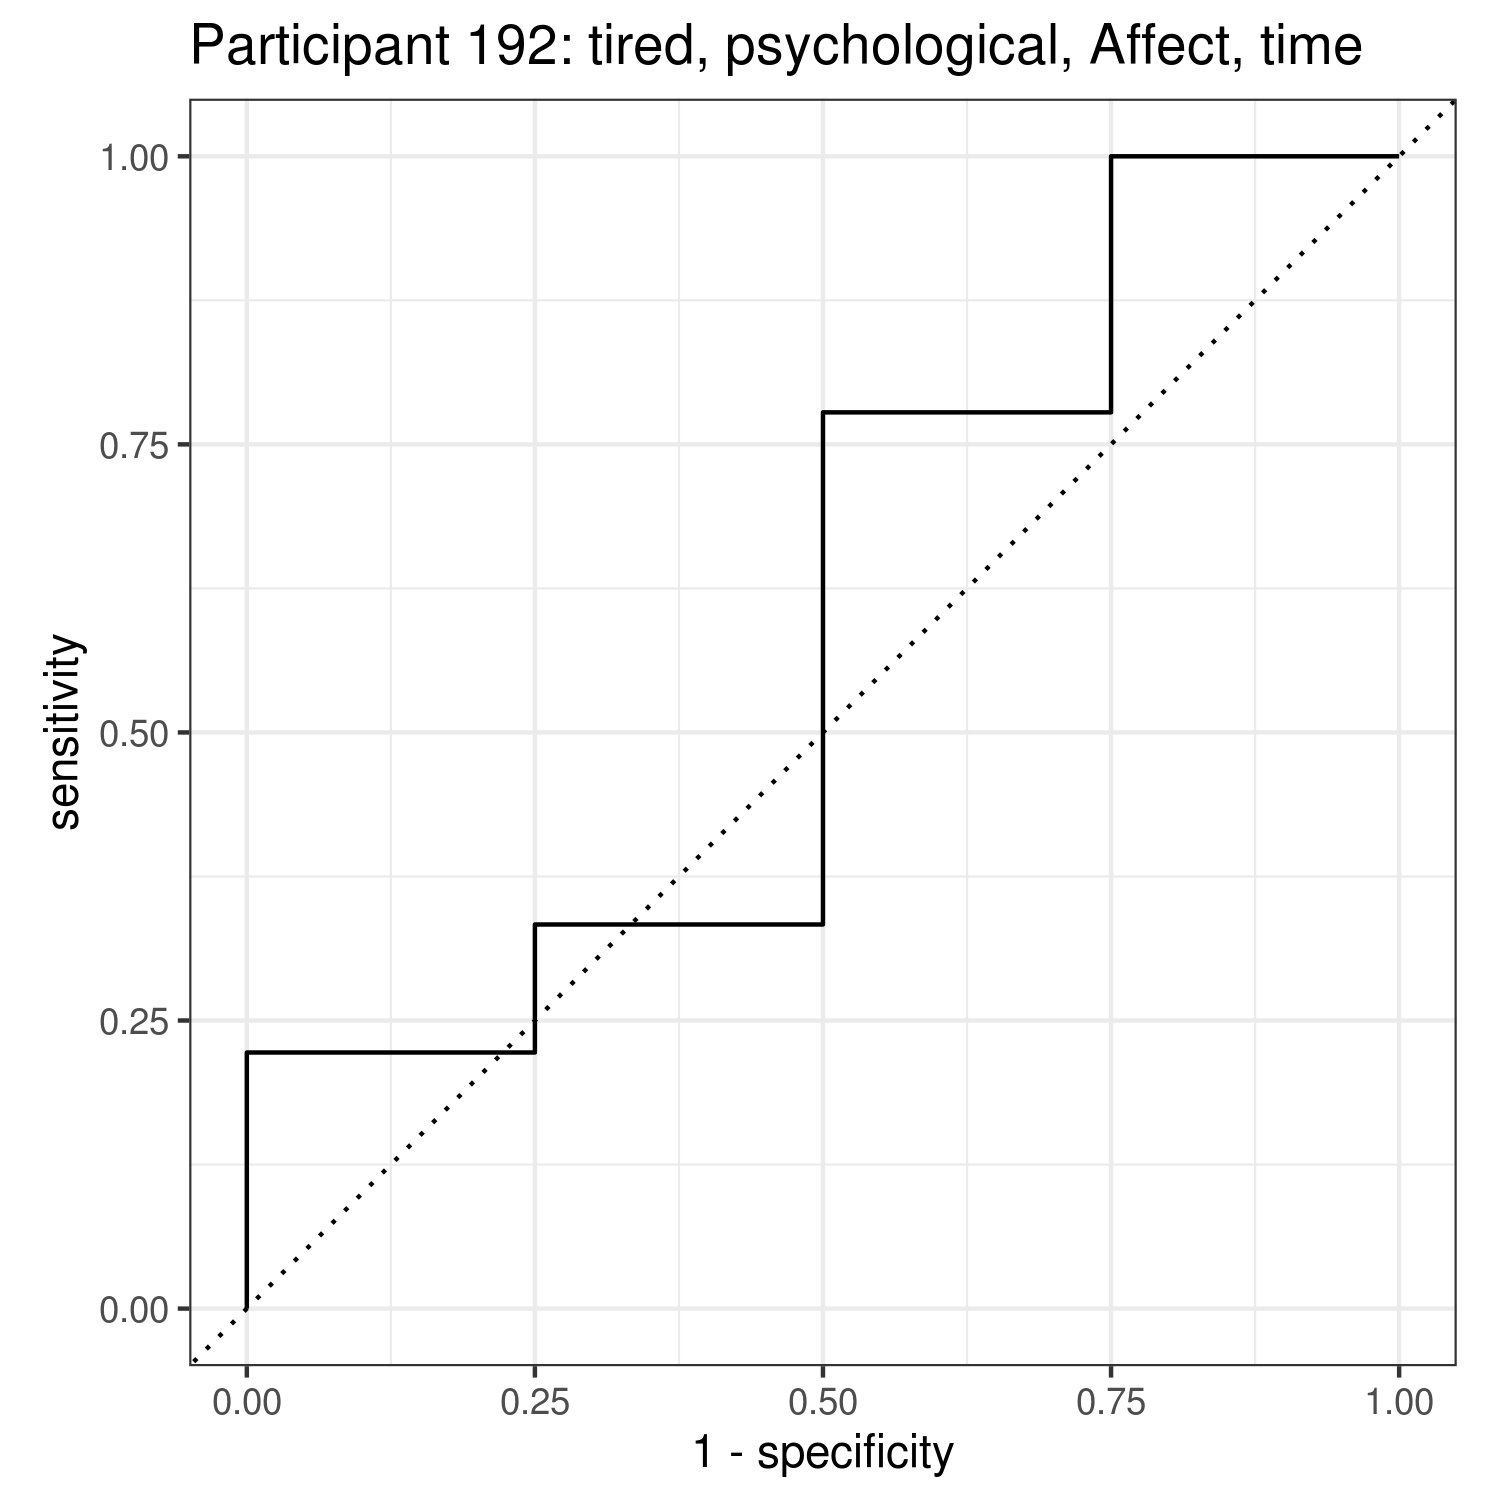 Participant 192: tired, psychological, Affect, time
1.00
0.75
0.50
0.25
0.00
sensitivity
0.00 0.25 0.50 0.75 1.00
1 - specificity